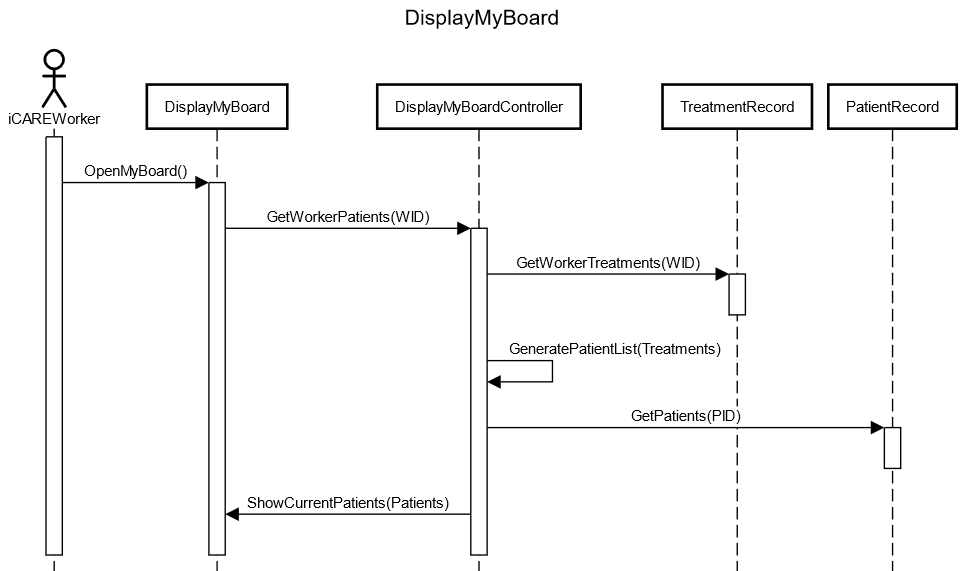 DisplayMyBoard
iCAREWorker
DisplayMyBoard
DisplayMyBoardController
TreatmentRecord
PatientRecord
OpenMyBoard()
GetWorkerPatients(WID)
GetWorkerTreatments(WID)
GeneratePatientList(Treatments)
GetPatients(PID)
ShowCurrentPatients(Patients)